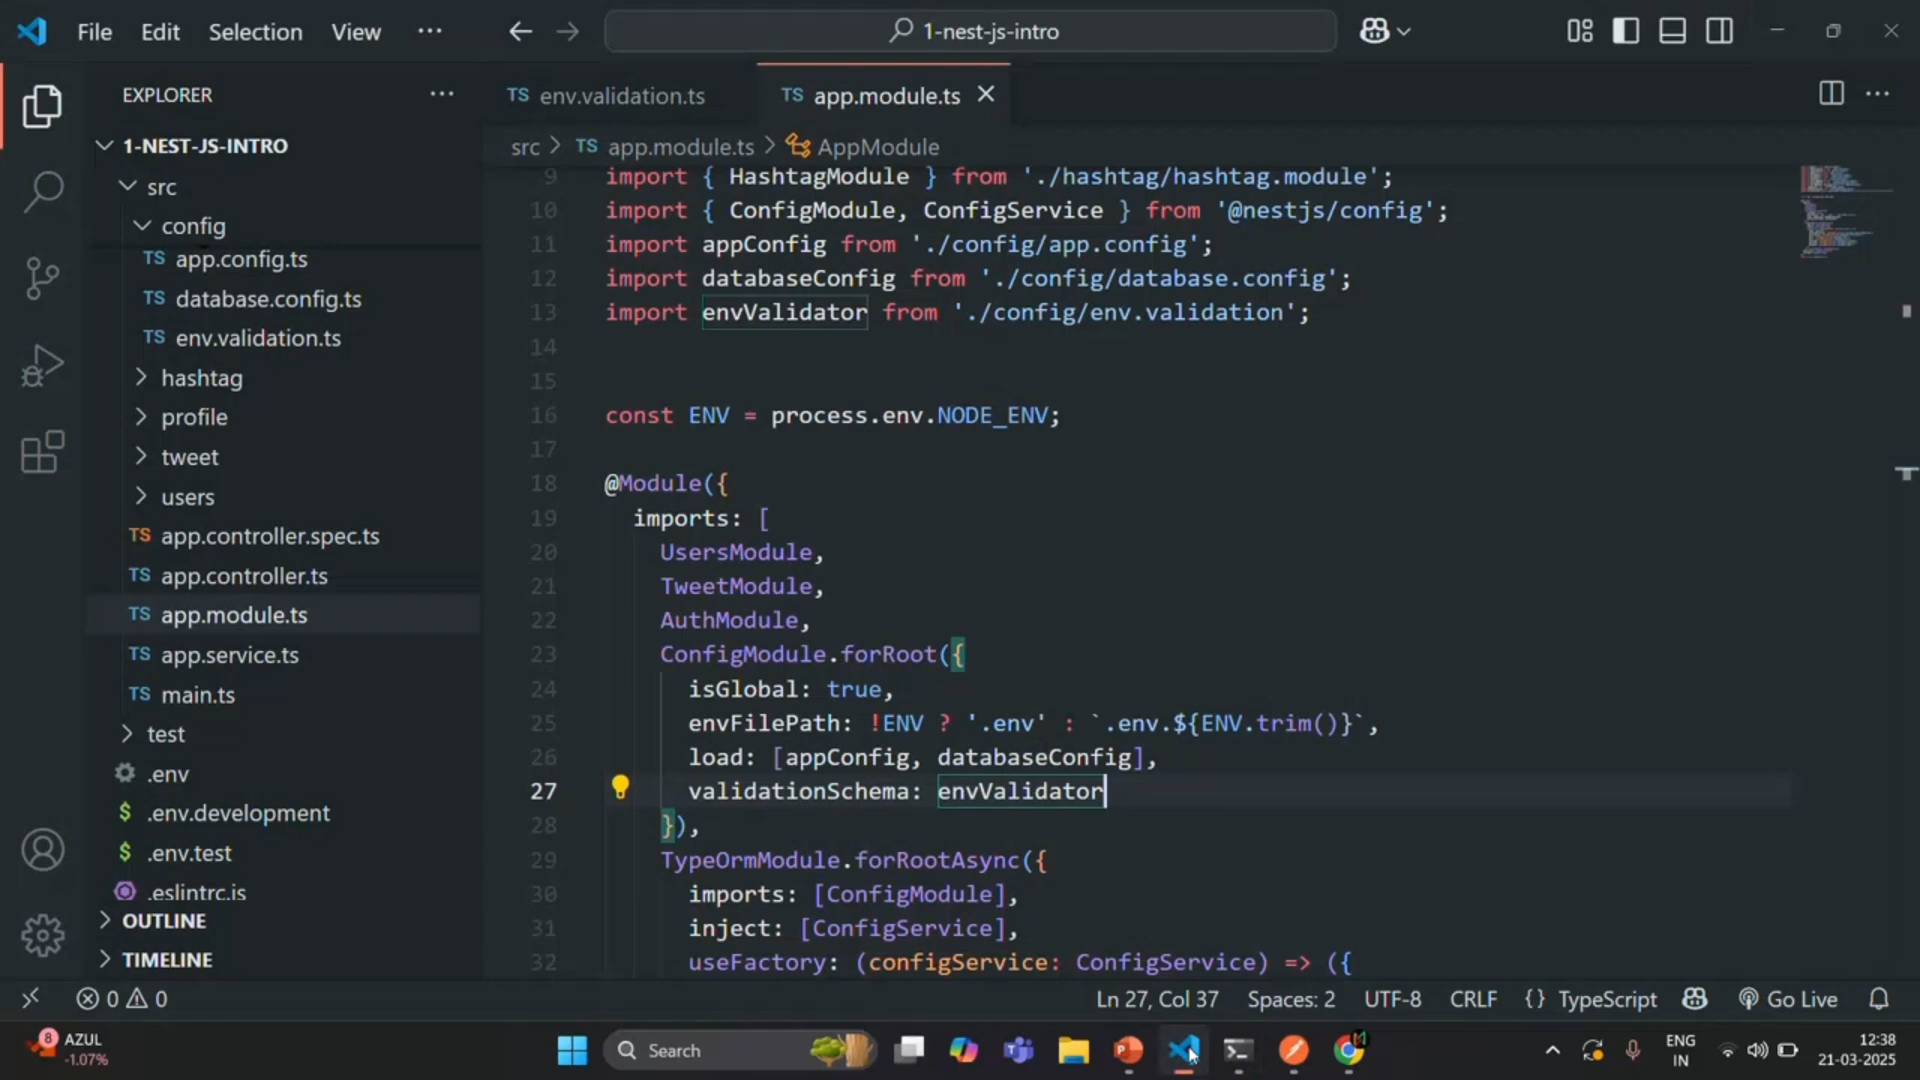 File Edit Selection View
1-nest-js-intro
EXPLORER
1-NEST-JS-INTRO
src
config
TS app.config.ts
TS database.config.ts
TS env.validation.ts
hashtag
profile
tweet
users
TS app.controller.spec.ts
TS app.controller.ts
TS app.module.ts
TS app.service.ts
TS main.ts
test
.env
$ .env.development
$ .env.test
.eslintrc.js
OUTLINE
TIMELINE
TS env.validation.ts
TS app.module.ts
src > TS app.module.ts > AppModule
9 import { HashtagModule } from './hashtag/hashtag.module';
10 import { ConfigModule, ConfigService } from '@nestjs/config';
11 import appConfig from './config/app.config';
12 import databaseConfig from './config/database.config';
13 import envValidator from './config/env.validation';
14
15
16 const ENV = process.env.NODE_ENV;
17
18 @Module({
19 imports: [
20 UsersModule,
21 TweetModule,
22 AuthModule,
23 ConfigModule.forRoot({
24 isGlobal: true,
25 envFilePath: !ENV ? '.env' : `.env.${ENV.trim()}`,
26 load: [appConfig, databaseConfig],
27 validationSchema: envValidator
28 }),
29 TypeOrmModule.forRootAsync({
30 imports: [ConfigModule],
31 inject: [ConfigService],
32 useFactory: (configService: ConfigService) => ({
0 0
Ln 27, Col 37 Spaces: 2 UTF-8 CRLF {} TypeScript Go Live
8 AZUL
-1.07%
Search
ENG
IN
12:38
21-03-2025